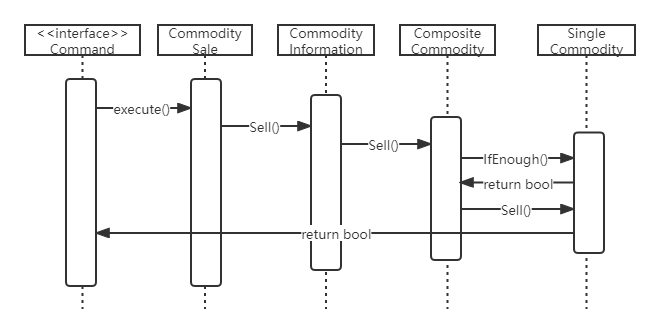 <<interface>>
Command
Commodity
Sale
Commodity
Information
Composite
Commodity
Single
Commodity
execute()
Sell()
Sell()
IfEnough()
return bool
Sell()
return bool